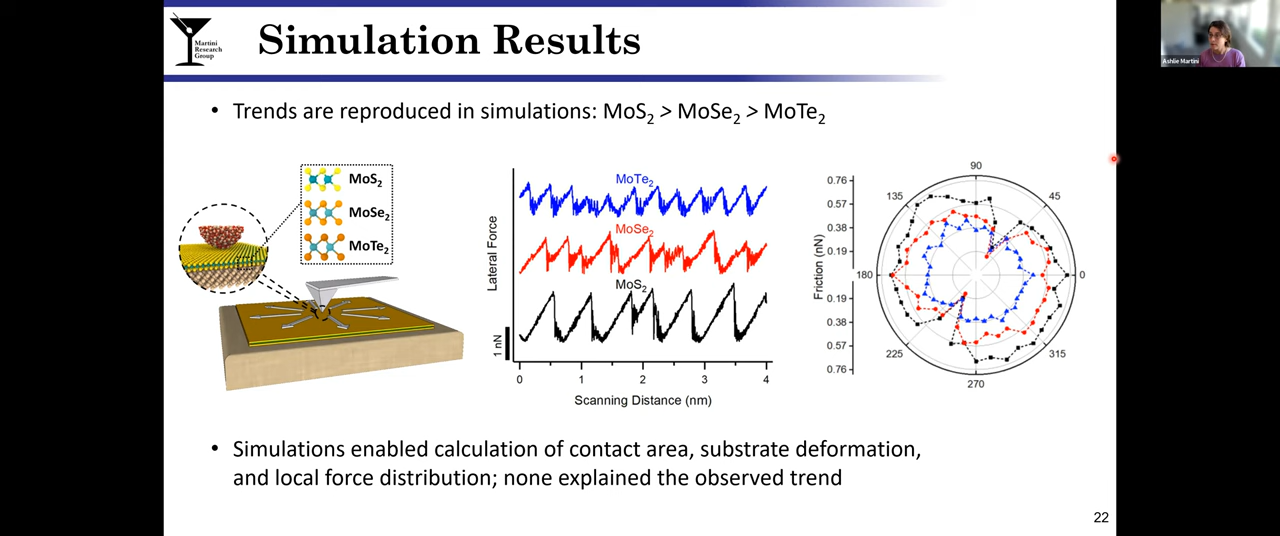 Martini
Research
Group
Simulation Results
Ashlie Martini
• Trends are reproduced in simulations: MoS₂ > MoSe₂ > MoTe₂
MoS₂
MoSe₂
MoTe₂
Lateral Force
1 nN
MoTe₂
MoSe₂
MoS₂
0 1 2 3 4
Scanning Distance (nm)
Friction (nN)
0.76
0.57
0.38
0.19
0.19
0.38
0.57
0.76
90
135 45
180 0
225 315
270
• Simulations enabled calculation of contact area, substrate deformation,
and local force distribution; none explained the observed trend
22